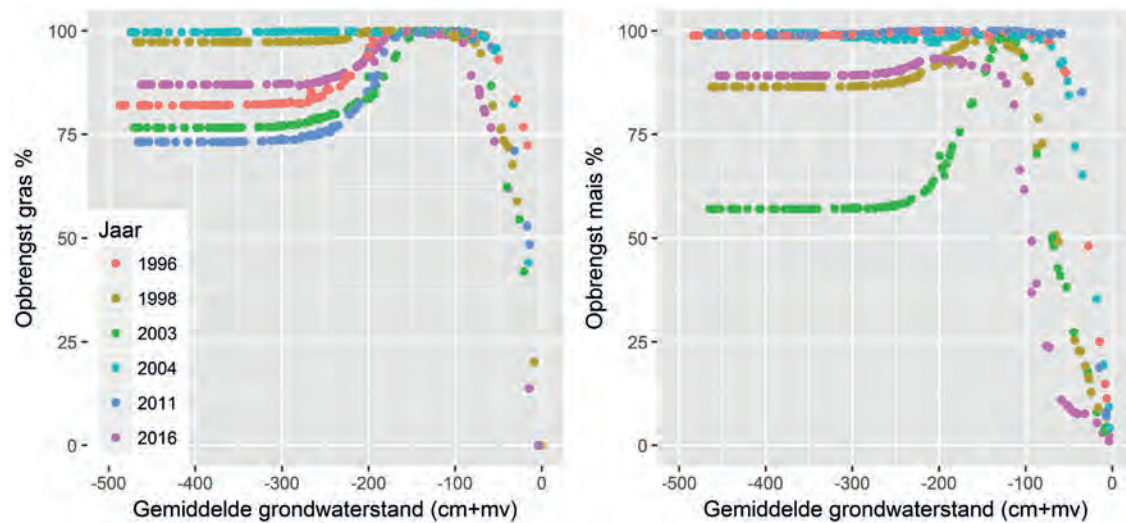 Opbrengst gras %
100
75
50
25
0
Jaar
1996
1998
2003
2004
2011
2016
-500 -400 -300 -200 -100 0
Gemiddelde grondwaterstand (cm+mv)
Opbrengst mais %
100
75
50
25
0
-500 -400 -300 -200 -100 0
Gemiddelde grondwaterstand (cm+mv)